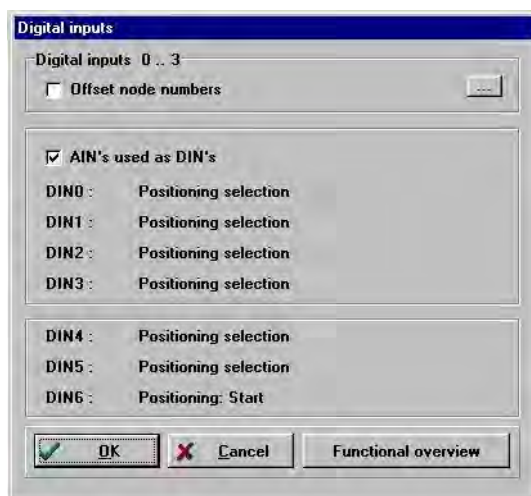 Digital inputs
Digital inputs 0 .. 3
Offset node numbers
...
AIN's used as DIN's
DIN0 : Positioning selection
DIN1 : Positioning selection
DIN2 : Positioning selection
DIN3 : Positioning selection
DIN4 : Positioning selection
DIN5 : Positioning selection
DIN6 : Positioning: Start
OK Cancel Functional overview